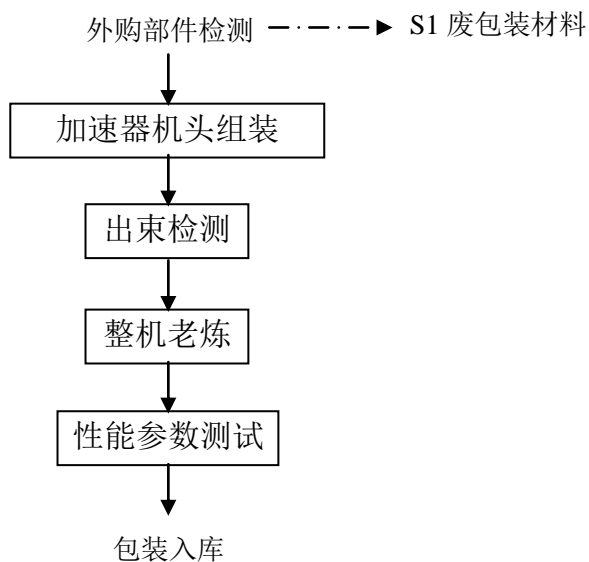 外购部件检测 S1 废包装材料
加速器机头组装
出束检测
整机老炼
性能参数测试
包装入库